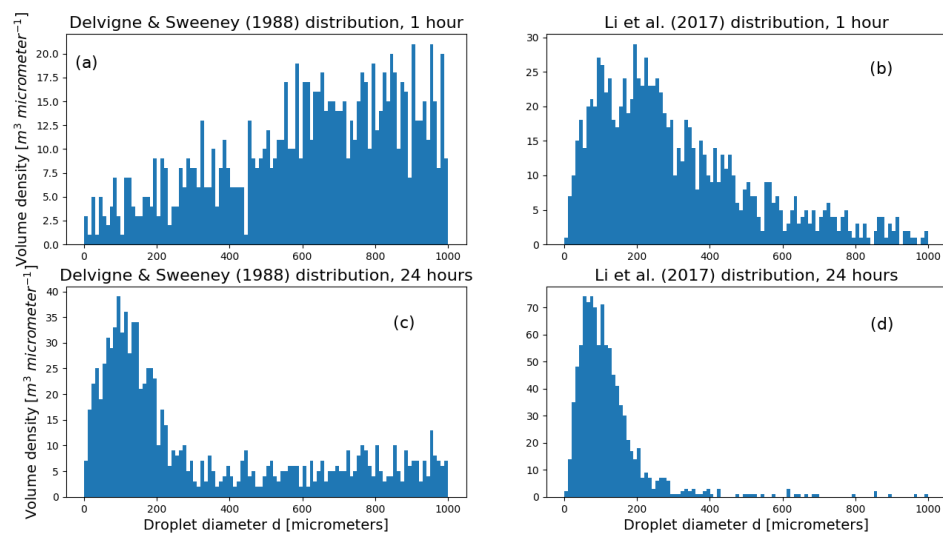 Delvigne & Sweeney (1988) distribution, 1 hour
Volume density [m³ micrometer⁻¹]
(a)
20.0
17.5
15.0
12.5
10.0
7.5
5.0
2.5
0.0
0 200 400 600 800 1000
Li et al. (2017) distribution, 1 hour
(b)
30
25
20
15
10
5
0
0 200 400 600 800 1000
Delvigne & Sweeney (1988) distribution, 24 hours
Volume density [m³ micrometer⁻¹]
(c)
40
35
30
25
20
15
10
5
0
0 200 400 600 800 1000
Droplet diameter d [micrometers]
Li et al. (2017) distribution, 24 hours
(d)
70
60
50
40
30
20
10
0
0 200 400 600 800 1000
Droplet diameter d [micrometers]